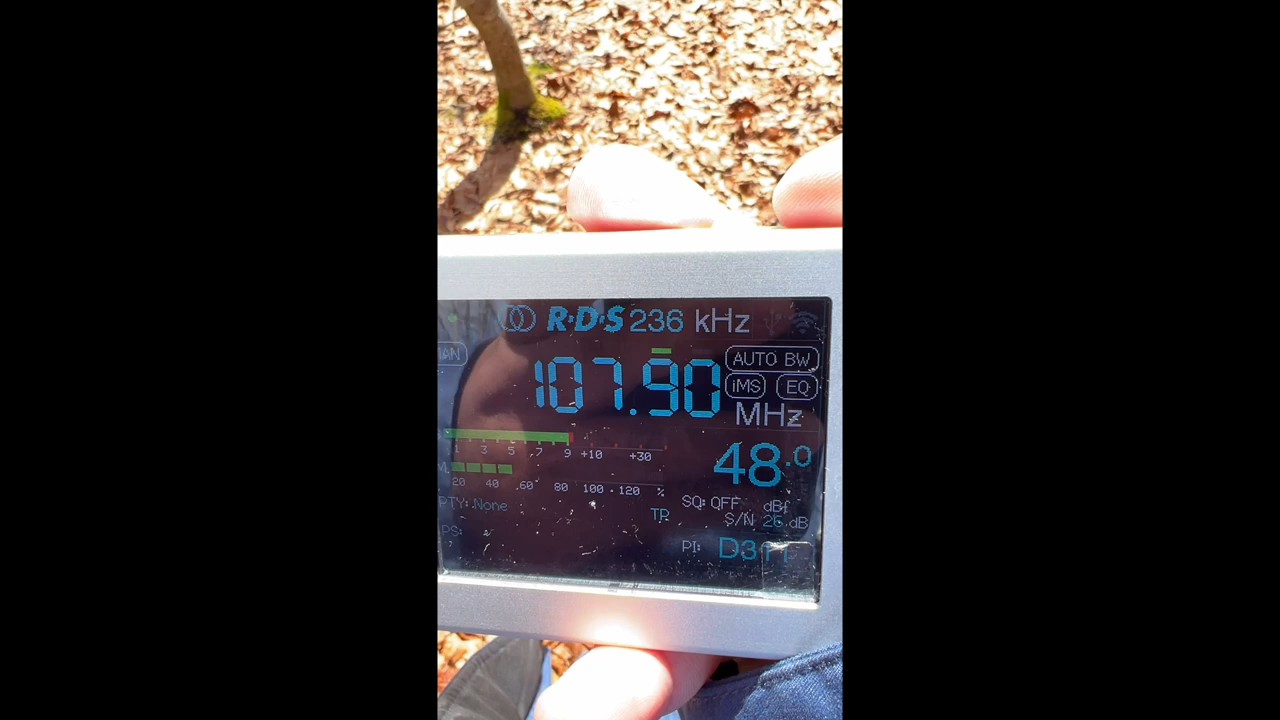 R·D·S 236 kHz
AUTO BW
107.90
iMS EQ
MHz
1 3 5 7 9 +10 +30
48.0
20 40 60 80 100 120 %
SQ: OFF dBf
PTY: None
TP
S/N dB
PS:
PI: